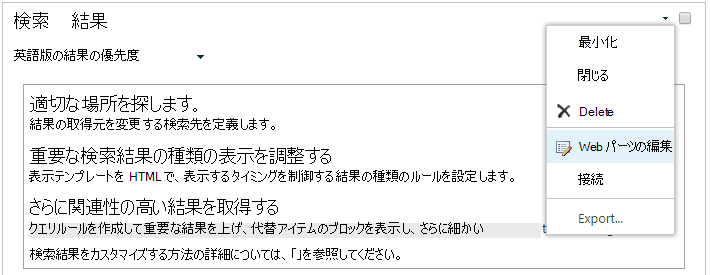 検索 結果
英語版の結果の優先度
適切な場所を探します。
結果の取得元を変更する検索先を定義します。
重要な検索結果の種類の表示を調整する
表示テンプレートを HTMLで、表示するタイミングを制御する結果の種類のルールを設定します。
さらに関連性の高い結果を取得する
クエリルールを作成して重要な結果を上げ、代替アイテムのブロックを表示し、さらに細かい
検索結果をカスタマイズする方法の詳細については、「」を参照してください。
最小化
閉じる
Delete
Web パーツの編集
接続
Export...